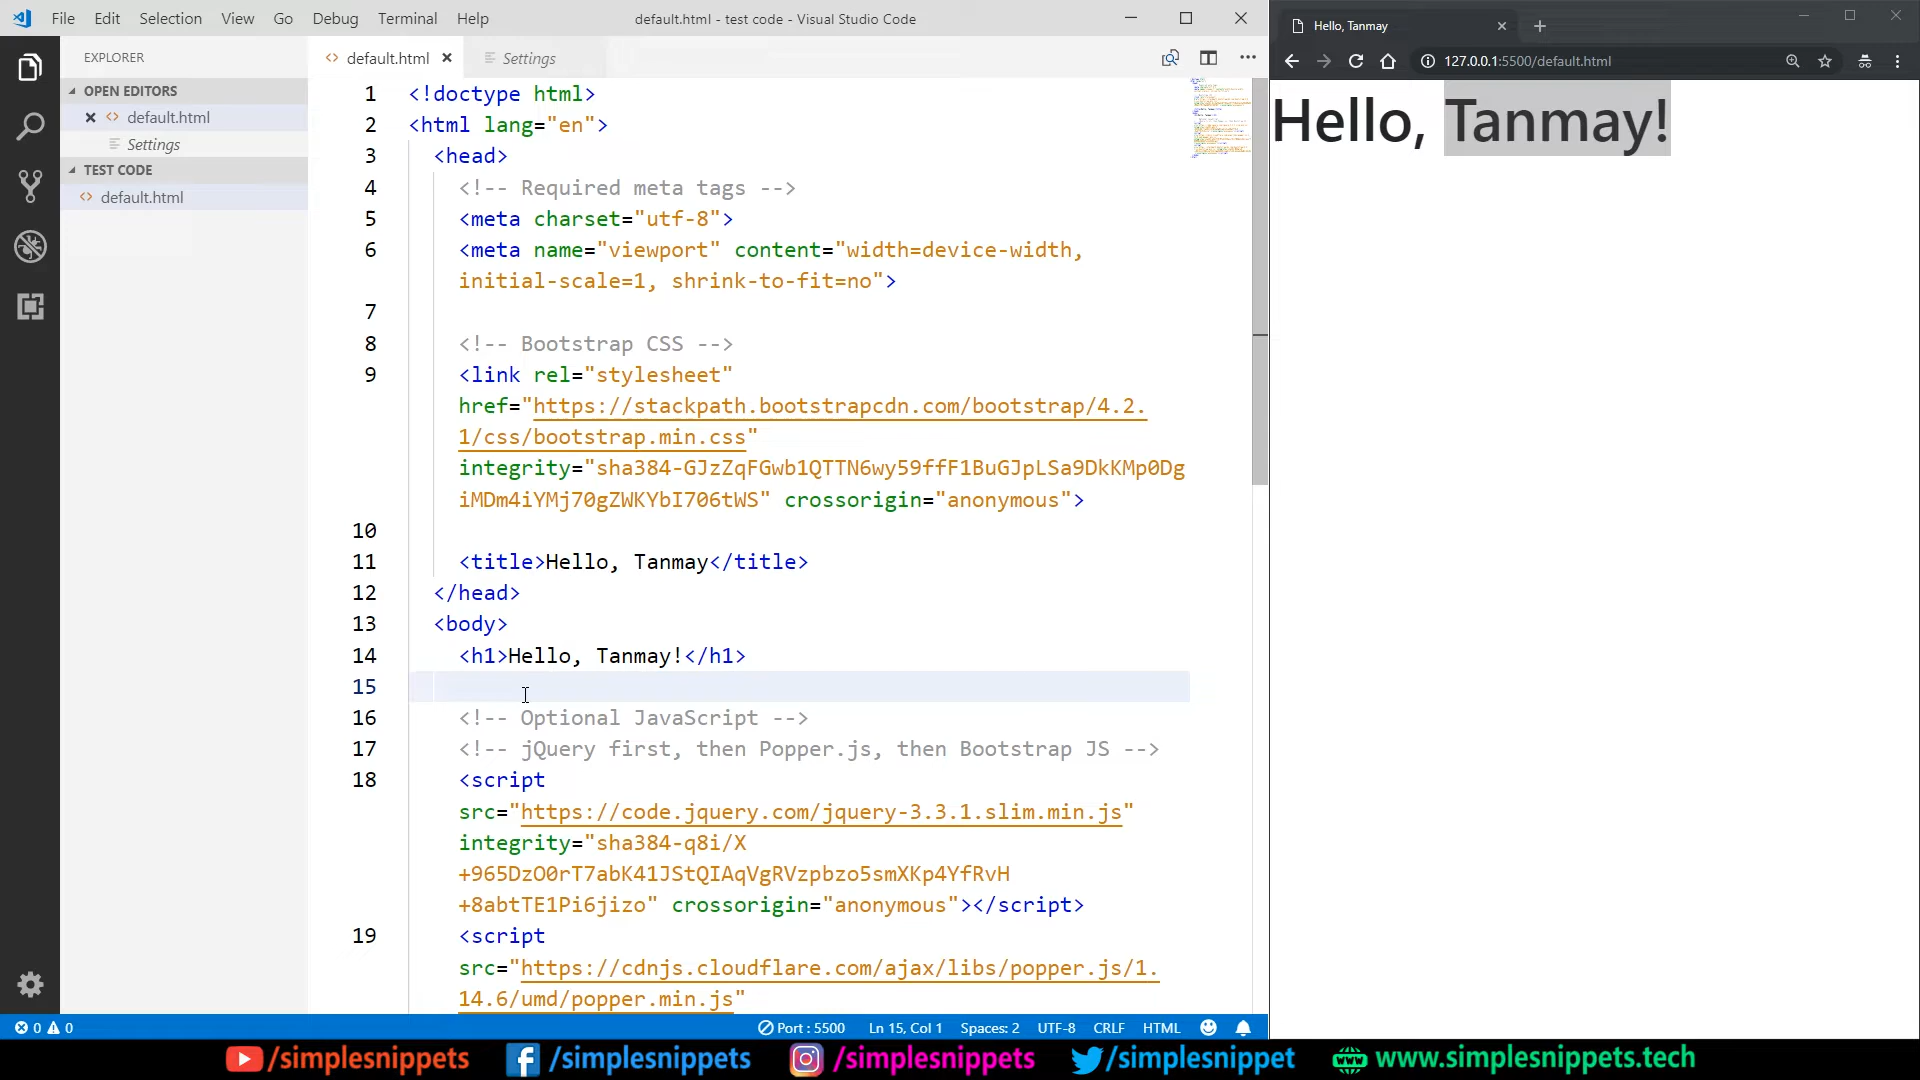 File Edit Selection View Go Debug Terminal Help
default.html - test code - Visual Studio Code
EXPLORER
OPEN EDITORS
default.html
Settings
TEST CODE
default.html
default.html
Settings
1 <!doctype html>
2 <html lang="en">
3 <head>
4 <!-- Required meta tags -->
5 <meta charset="utf-8">
6 <meta name="viewport" content="width=device-width,
initial-scale=1, shrink-to-fit=no">
7
8 <!-- Bootstrap CSS -->
9 <link rel="stylesheet"
href="https://stackpath.bootstrapcdn.com/bootstrap/4.2.
1/css/bootstrap.min.css"
integrity="sha384-GJzZqFGwb1QTTN6wy59ffF1BuGJpLSa9DkKMp0Dg
iMDm4iYMj70gZWKYbI706tWS" crossorigin="anonymous">
10
11 <title>Hello, Tanmay</title>
12 </head>
13 <body>
14 <h1>Hello, Tanmay!</h1>
15
16 <!-- Optional JavaScript -->
17 <!-- jQuery first, then Popper.js, then Bootstrap JS -->
18 <script
src="https://code.jquery.com/jquery-3.3.1.slim.min.js"
integrity="sha384-q8i/X
+965DzO0rT7abK41JStQIAqVgRVzpbzo5smXKp4YfRvH
+8abtTE1Pi6jizo" crossorigin="anonymous"></script>
19 <script
src="https://cdnjs.cloudflare.com/ajax/libs/popper.js/1.
14.6/umd/popper.min.js"
0 0
Port : 5500
Ln 15, Col 1
Spaces: 2
UTF-8
CRLF
HTML
Hello, Tanmay
127.0.0.1:5500/default.html
Hello, Tanmay!
/simplesnippets
/simplesnippets
/simplesnippets
/simplesnippet
www.simplesnippets.tech